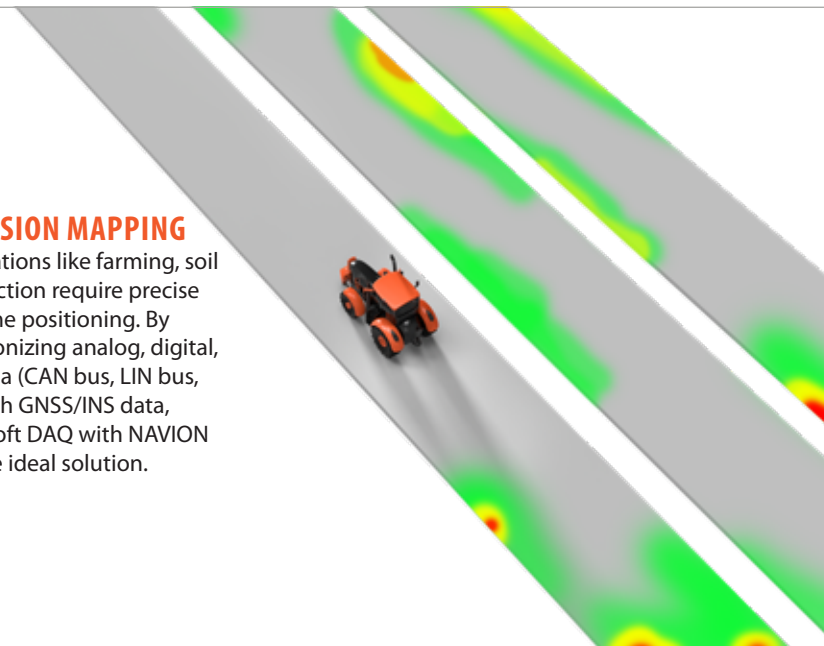 SION MAPPING
tions like farming, soil
ction require precise
ne positioning. By
onizing analog, digital,
a (CAN bus, LIN bus,
h GNSS/INS data,
oft DAQ with NAVION
e ideal solution.